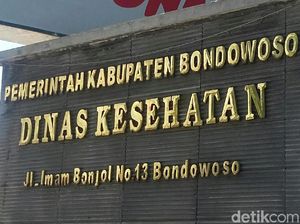 PEMERINTAH KABUPATEN BONDOWOSO
DINAS KESEHATAN
Jl. Imam Bonjol No.13 Bondowoso
detikcom